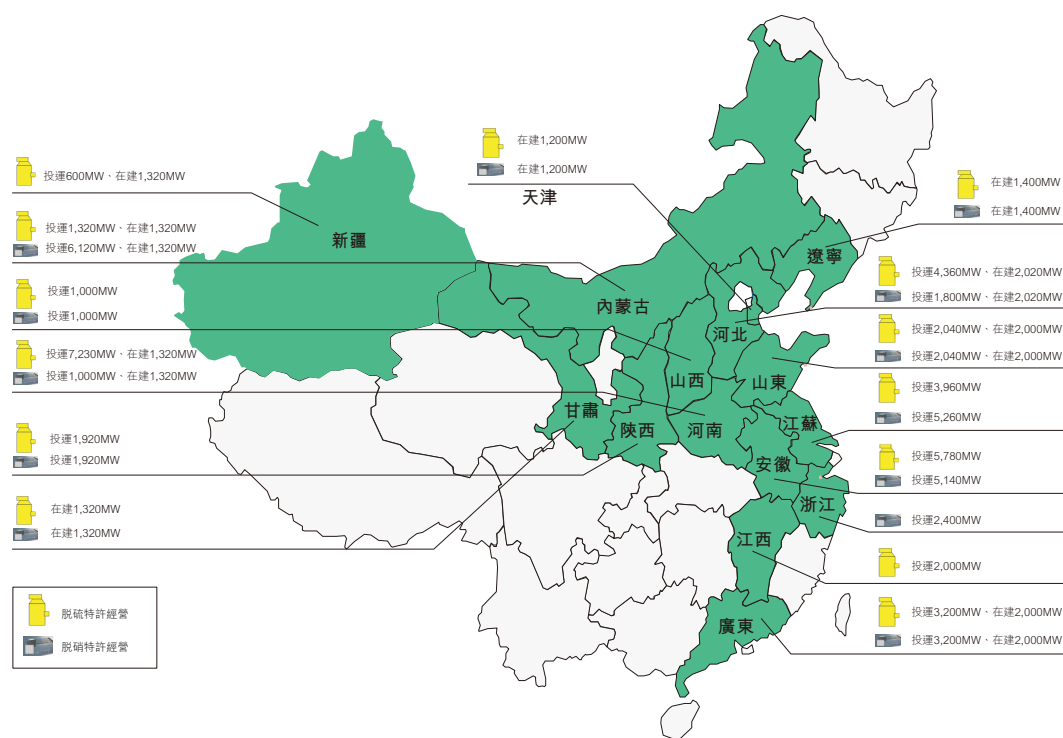 投運600MW、在建1,320MW
投運1,320MW、在建1,320MW
投運6,120MW、在建1,320MW
投運1,000MW
投運1,000MW
投運7,230MW、在建1,320MW
投運1,000MW、在建1,320MW
投運1,920MW
投運1,920MW
在建1,320MW
在建1,320MW
脱硫特許經營
脱硝特許經營
在建1,200MW
在建1,200MW
天津
新疆
內蒙古
遼寧
河北
山西
山東
甘肅
陝西
河南
江蘇
安徽
浙江
江西
廣東
在建1,400MW
在建1,400MW
投運4,360MW、在建2,020MW
投運1,800MW、在建2,020MW
投運2,040MW、在建2,000MW
投運2,040MW、在建2,000MW
投運3,960MW
投運5,260MW
投運5,780MW
投運5,140MW
投運2,400MW
投運2,000MW
投運3,200MW、在建2,000MW
投運3,200MW、在建2,000MW